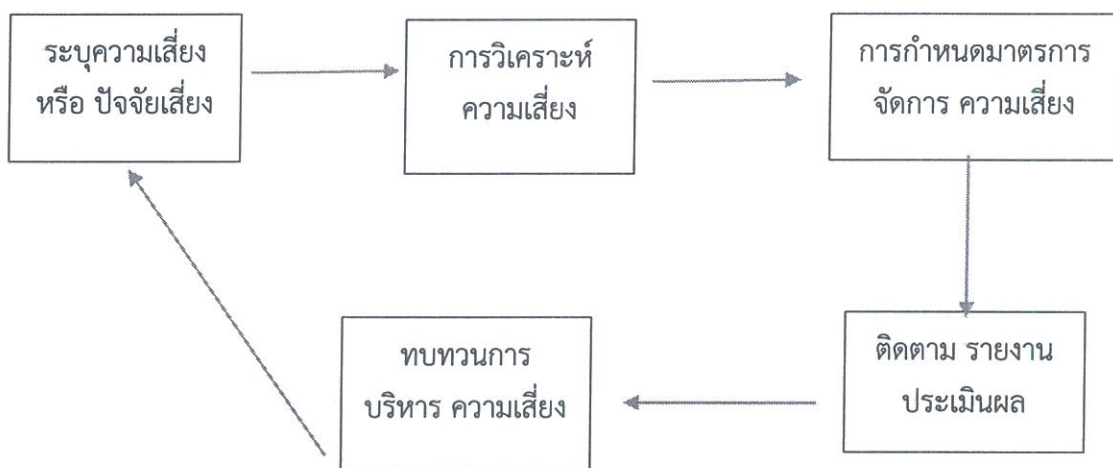 ระบุความเสี่ยง
หรือ ปัจจัยเสี่ยง
การวิเคราะห์
ความเสี่ยง
การกำหนดมาตรการ
จัดการ ความเสี่ยง
ติดตาม รายงาน
ประเมินผล
ทบทวนการ
บริหาร ความเสี่ยง